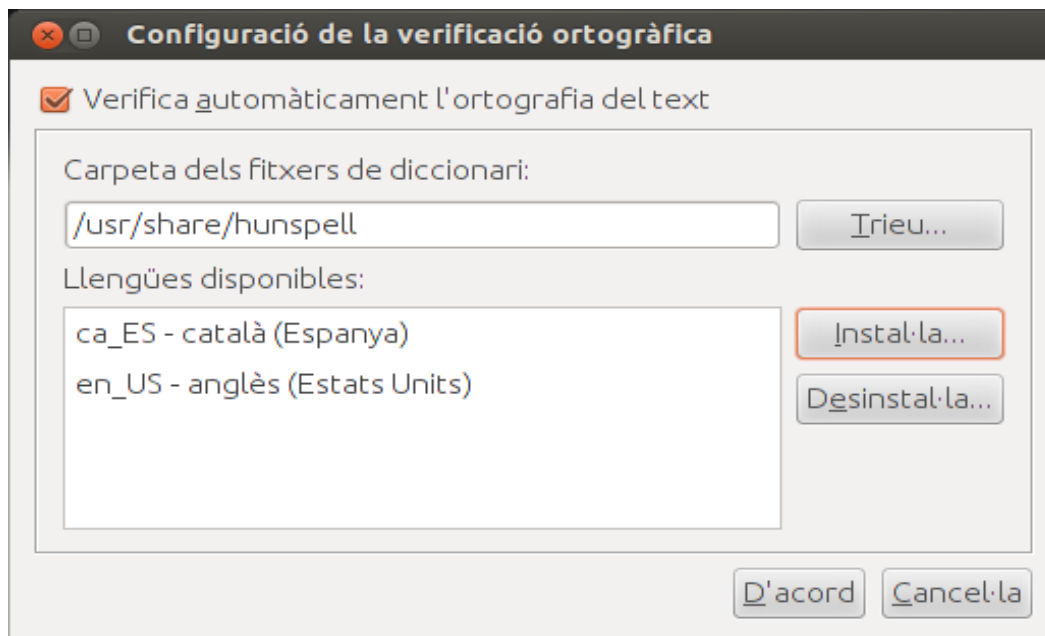 Configuració de la verificació ortogràfica
Verifica automàticament l'ortografia del text
Carpeta dels fitxers de diccionari:
/usr/share/hunspell
Trieu...
Llengües disponibles:
ca_ES - català (Espanya)
Instal·la...
en_US - anglès (Estats Units)
Desinstal·la...
D'acord
Cancel·la